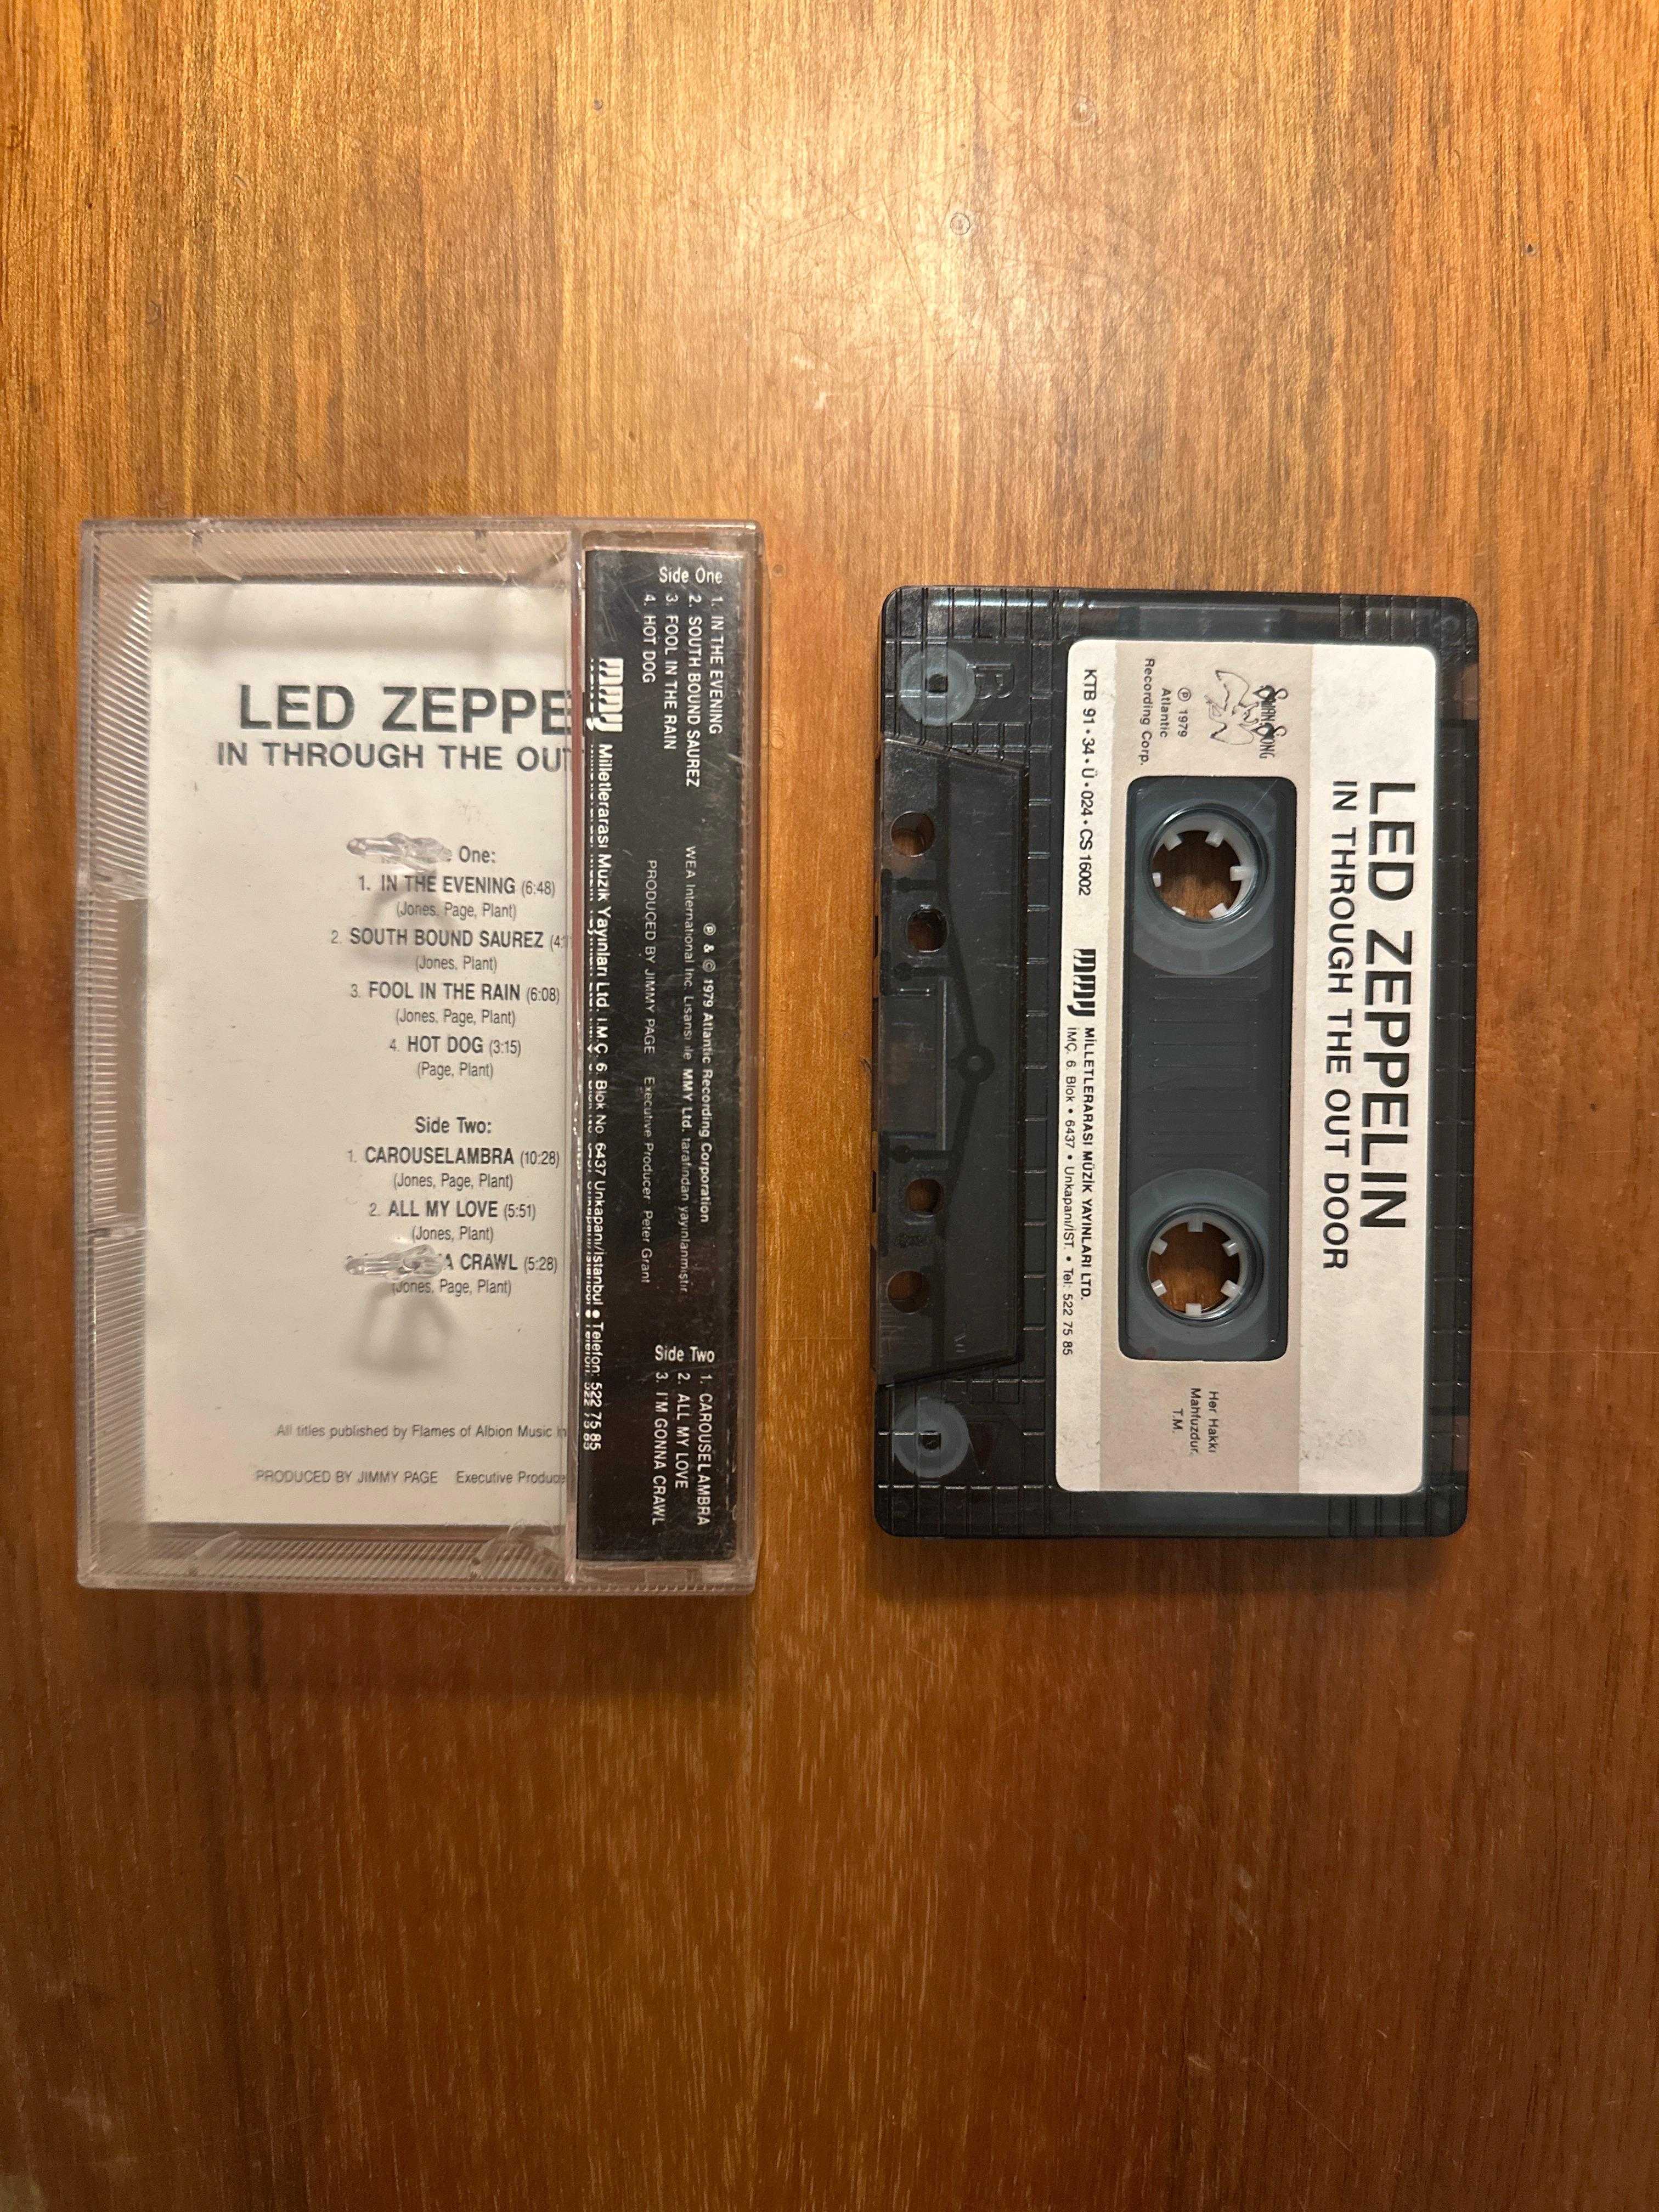 LED ZEPPE
IN THROUGH THE OUT
One:
1. IN THE EVENING (6:48)
(Jones, Page, Plant)
2. SOUTH BOUND SAUREZ (4:
(Jones, Plant)
3. FOOL IN THE RAIN (6:08)
(Jones, Page, Plant)
4. HOT DOG (3:15)
(Page, Plant)
Side Two:
1. CAROUSELAMBRA (10:28)
(Jones, Page, Plant)
2. ALL MY LOVE (5:51)
(Jones, Plant)
CRAWL (5:28)
(Jones, Page, Plant)
All titles published by Flames of Albion Music
PRODUCED BY JIMMY PAGE Executive Produce
Side One
1. IN THE EVENING
2. SOUTH BOUND SAUREZ
3. FOOL IN THE RAIN
4. HOT DOG
℗ & © 1979 Atlantic Recording Corporation
WEA International Inc. Lisansı ile MMY Ltd. tarafından yayınlanmıştır.
PRODUCED BY JIMMY PAGE Executive Producer Peter Grant
Side Two
1. CAROUSELAMBRA
2. ALL MY LOVE
3. I'M GONNA CRAWL
mmy Milletlerarası Müzik Yayınları Ltd. İ.M.Ç. 6. Blok No 6437 Unkapanı/İstanbul ● Telefon: 522 75 85
LED ZEPPELIN
IN THROUGH THE OUT DOOR
SWAN SONG
℗ 1979
Atlantic
Recording Corp.
Her Hakkı
Mahfuzdur.
T.M.
KTB 91 • 34 • Ü • 024 • CS 16002
mmy MİLLETLERARASI MÜZİK YAYINLARI LTD.
İMÇ. 6. Blok • 6437 • Unkapanı/İST. • Tel: 522 75 85
B